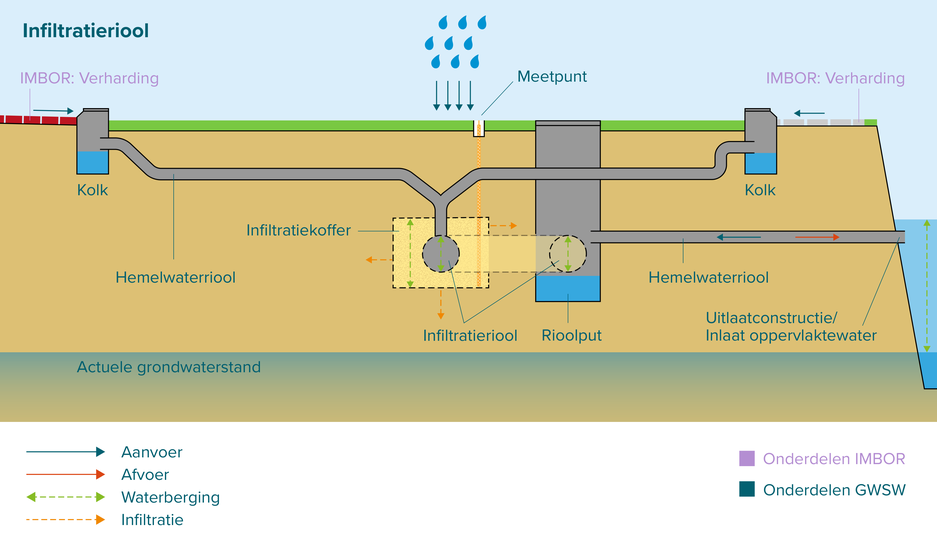 Infiltratieriool
IMBOR: Verharding
Meetpunt
IMBOR: Verharding
Kolk
Kolk
Infiltratiekoffer
Hemelwaterriool
Hemelwaterriool
Infiltratieriool
Rioolput
Uitlaatconstructie/
Inlaat oppervlaktewater
Actuele grondwaterstand
Aanvoer
Afvoer
Waterberging
Infiltratie
Onderdelen IMBOR
Onderdelen GWSW